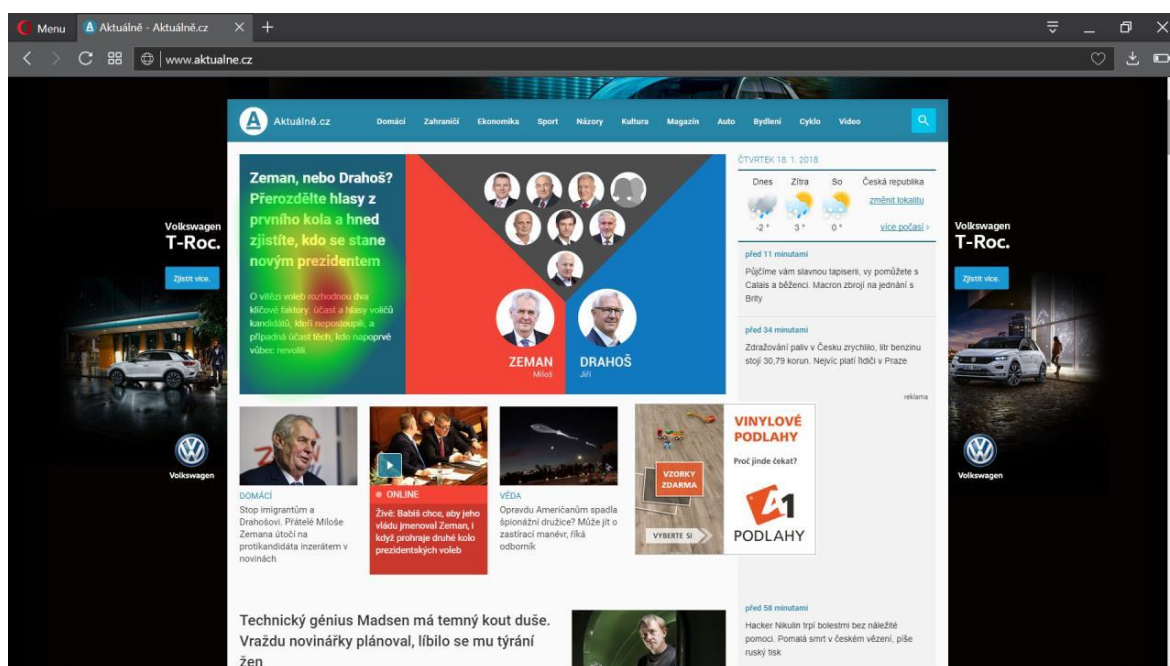 Menu
Aktuálně - Aktuálně.cz
www.aktualne.cz
A
Aktuálně.cz
Domácí Zahraničí Ekonomika Sport Názory Kultura Magazín Auto Bydlení Cyklo Video
Zeman, nebo Drahoš?
Přerozdělte hlasy z
prvního kola a hned
zjistíte, kdo se stane
novým prezidentem
O vítězi voleb rozhodnou dva
klíčové faktory: účast a hlasy voličů
kandidátů, kteří nepostoupili, a
případná účast těch, kdo napoprvé
vůbec nevolili
ZEMAN
Miloš
DRAHOŠ
Jiří
ČTVRTEK 18. 1. 2018
Dnes Zítra So Česká republika
změnit lokalitu
-2 ° 3 ° 0 ° více počasí ›
před 11 minutami
Půjčíme vám slavnou tapiserii, vy pomůžete s
Calais a běženci. Macron zbrojí na jednání s
Brity
před 34 minutami
Zdražování paliv v Česku zrychlilo, litr benzinu
stojí 30,79 korun. Nejvíc platí řidiči v Praze
reklama
Volkswagen
T-Roc.
Zjistit více.
Volkswagen
Volkswagen
T-Roc.
Zjistit více.
Volkswagen
DOMÁCÍ
Stop imigrantům a
Drahošovi. Přátelé Miloše
Zemana útočí na
protikandidáta inzerátem v
novinách
ONLINE
Živě: Babiš chce, aby jeho
vládu jmenoval Zeman, i
když prohraje druhé kolo
prezidentských voleb
VĚDA
Opravdu Američanům spadla
špionážní družice? Může jít o
zastírací manévr, říká
odborník
VZORKY
ZDARMA
VYBERTE SI
VINYLOVÉ
PODLAHY
Proč jinde čekat?
A1
PODLAHY
Technický génius Madsen má temný kout duše.
Vraždu novinářky plánoval, líbilo se mu týrání
žen
před 58 minutami
Hacker Nikulin trpí bolestmi bez náležité
pomoci. Pomalá smrt v českém vězení, píše
ruský tisk